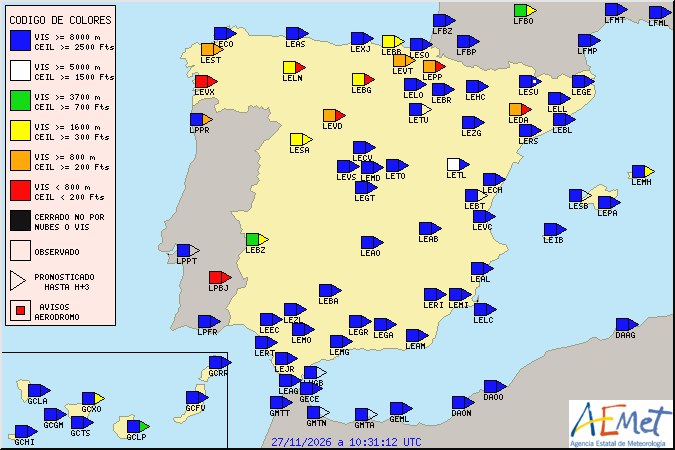 CODIGO DE COLORES
VIS >= 8000 m
CEIL >= 2500 Fts
VIS >= 5000 m
CEIL >= 1500 Fts
VIS >= 3700 m
CEIL >= 700 Fts
VIS >= 1600 m
CEIL >= 300 Fts
VIS >= 800 m
CEIL >= 200 Fts
VIS < 800 m
CEIL < 200 Fts
CERRADO NO POR
NUBES O VIS
OBSERVADO
PRONOSTICADO
HASTA H+3
AVISOS
AERODROMO
LFBO
LFMT
LFML
LFBZ
LECO
LEAS
LEXJ
LEBB
LESO
LFBP
LFMP
LEST
LEVT
LEPP
LEVX
LELN
LEBG
LELO
LEBR
LEHC
LESU
LEGE
LELL
LPPR
LEVD
LETU
LEZG
LEDA
LEBL
LERS
LESA
LECV
LEVS
LEMD
LETO
LETL
LEGT
LECH
LEMH
LEBT
LESB
LEPA
LEVC
LEIB
LEAB
LEBZ
LEAO
LPPT
LEAL
LPBJ
LEBA
LERI
LEMI
LELC
LEZL
LPFR
LEEC
LEMO
LEGR
LEGA
LEAM
DAAG
LERT
LEMG
LEJR
GCRR
LEAG
LXGB
GECE
DAOO
GCLA
GCXO
GCFV
GMTT
GMTN
GMTA
GEML
DAON
GCGM
GCTS
GCLP
GCHI
27/11/2026 a 10:31:12 UTC
AEMet
Agencia Estatal de Meteorología